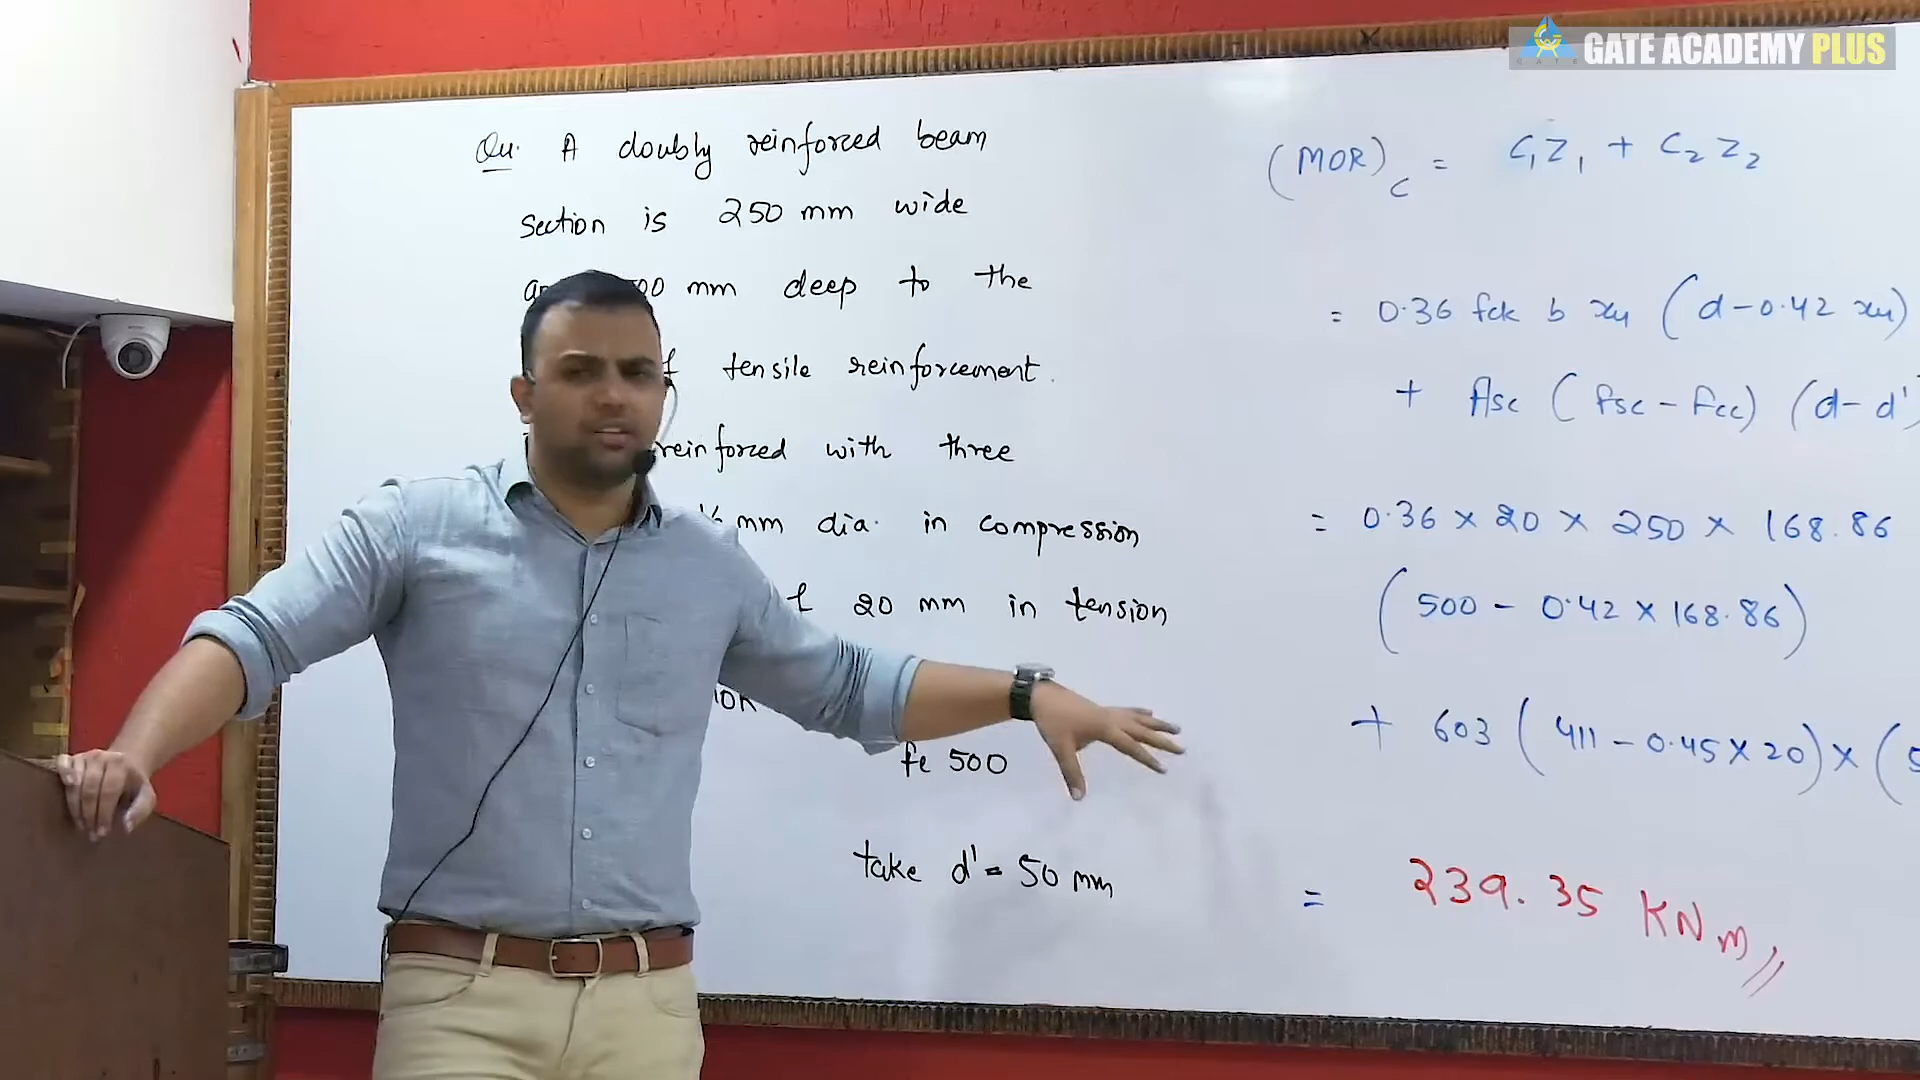 GATE ACADEMY PLUS
Qu. A doubly reinforced beam
section is 250 mm wide
mm deep to the
tensile reinforcement.
reinforced with three
mm dia. in compression
20 mm in tension
fe 500
take d' = 50 mm
(MOR)c = C₁Z₁ + C₂Z₂
= 0.36 fck b xu (d - 0.42 xu)
+ Asc (fsc - fcc) (d - d'
= 0.36 × 20 × 250 × 168.86
(500 - 0.42 × 168.86)
+ 603 (411 - 0.45 × 20) × (5
= 239.35 KNm